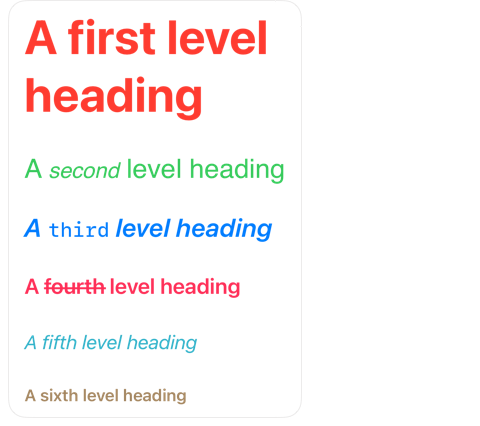 A first level
heading
A second level heading
A third level heading
A fourth level heading
A fifth level heading
A sixth level heading